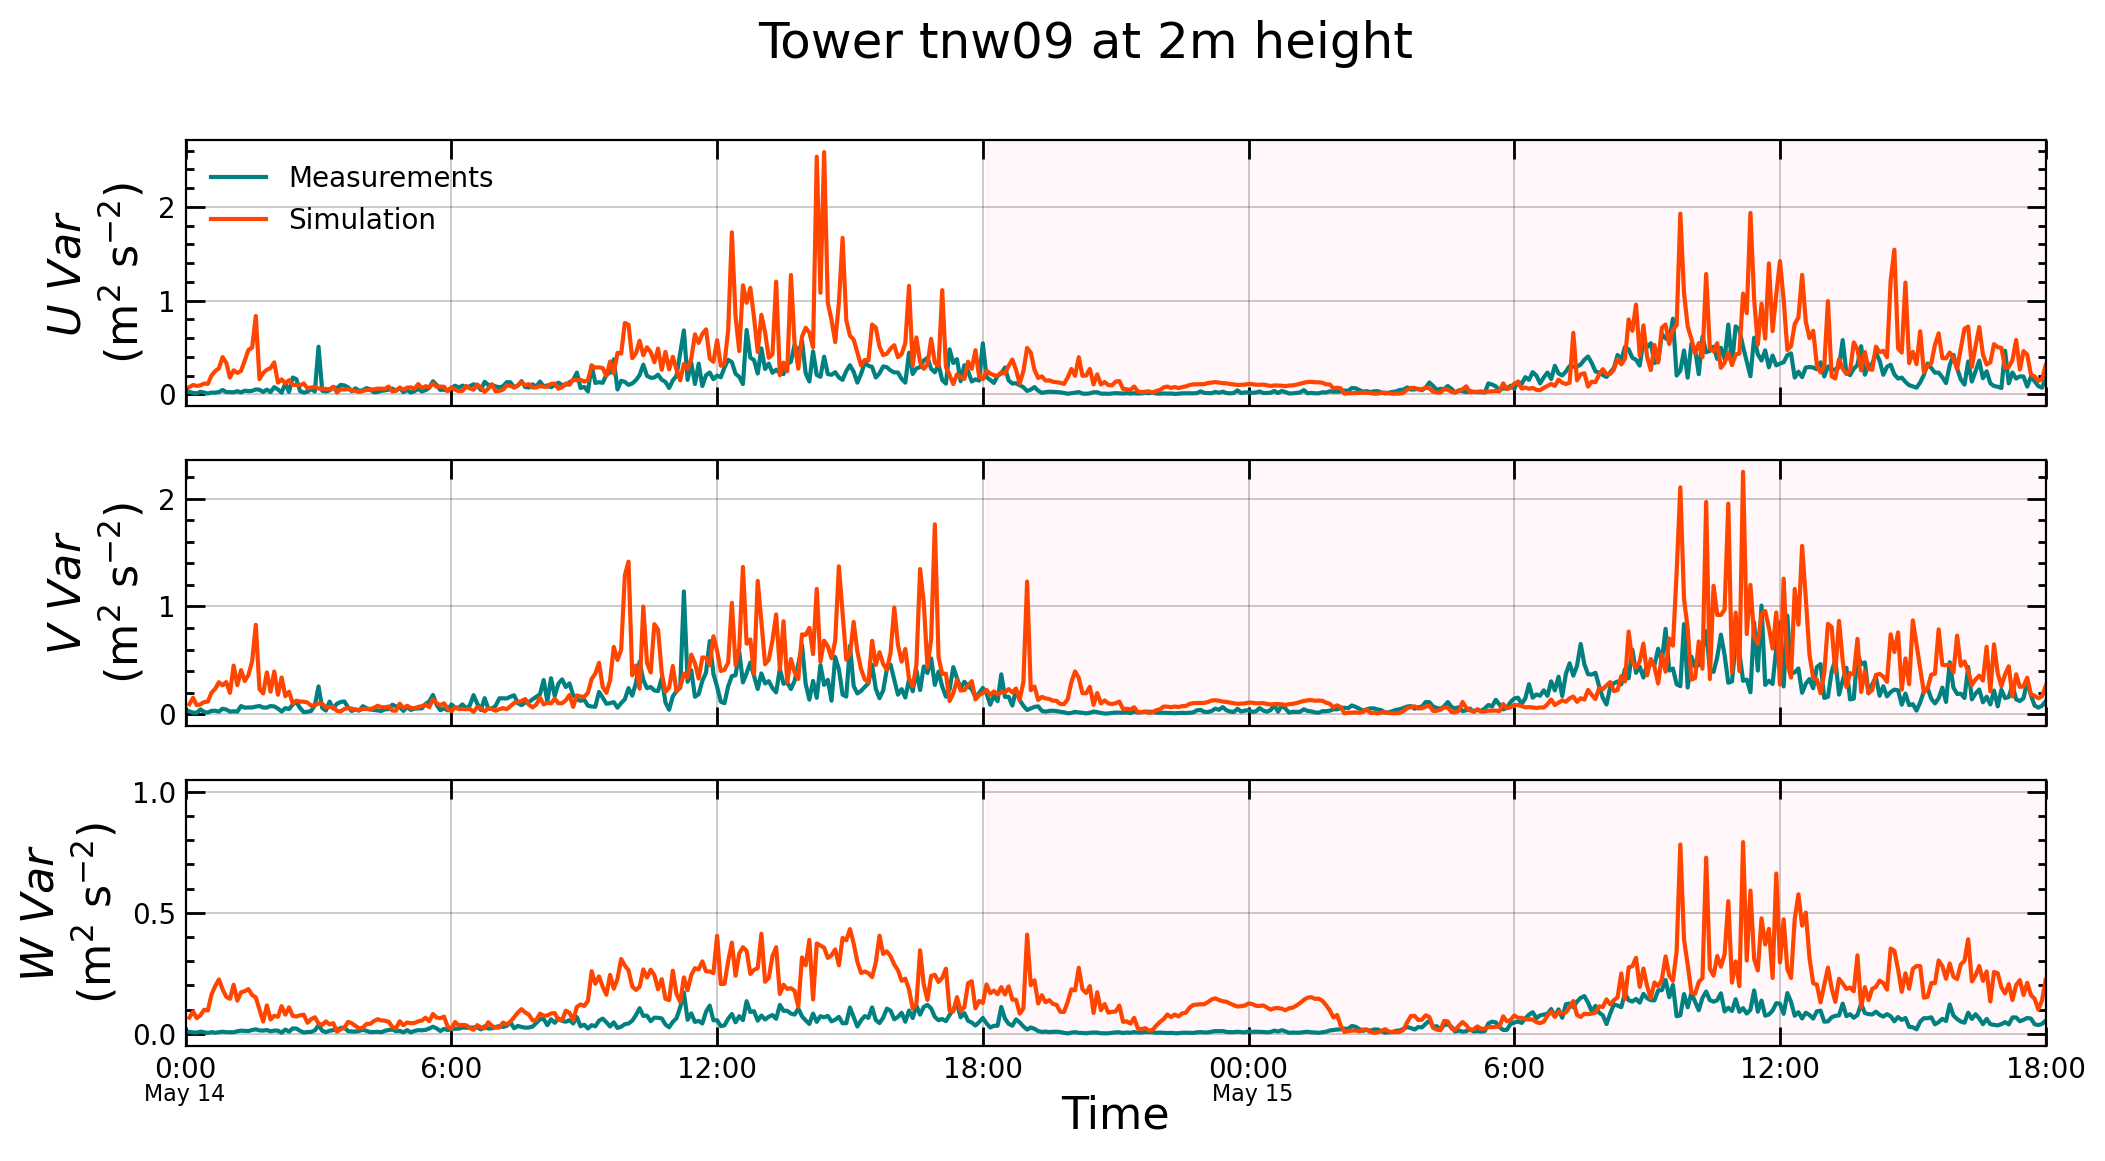 Tower tnw09 at 2m height
Measurements
Simulation
U Var
(m² s⁻²)
2
1
0
V Var
(m² s⁻²)
2
1
0
W Var
(m² s⁻²)
1.0
0.5
0.0
0:00 6:00 12:00 18:00 00:00 6:00 12:00 18:00
May 14 May 15
Time